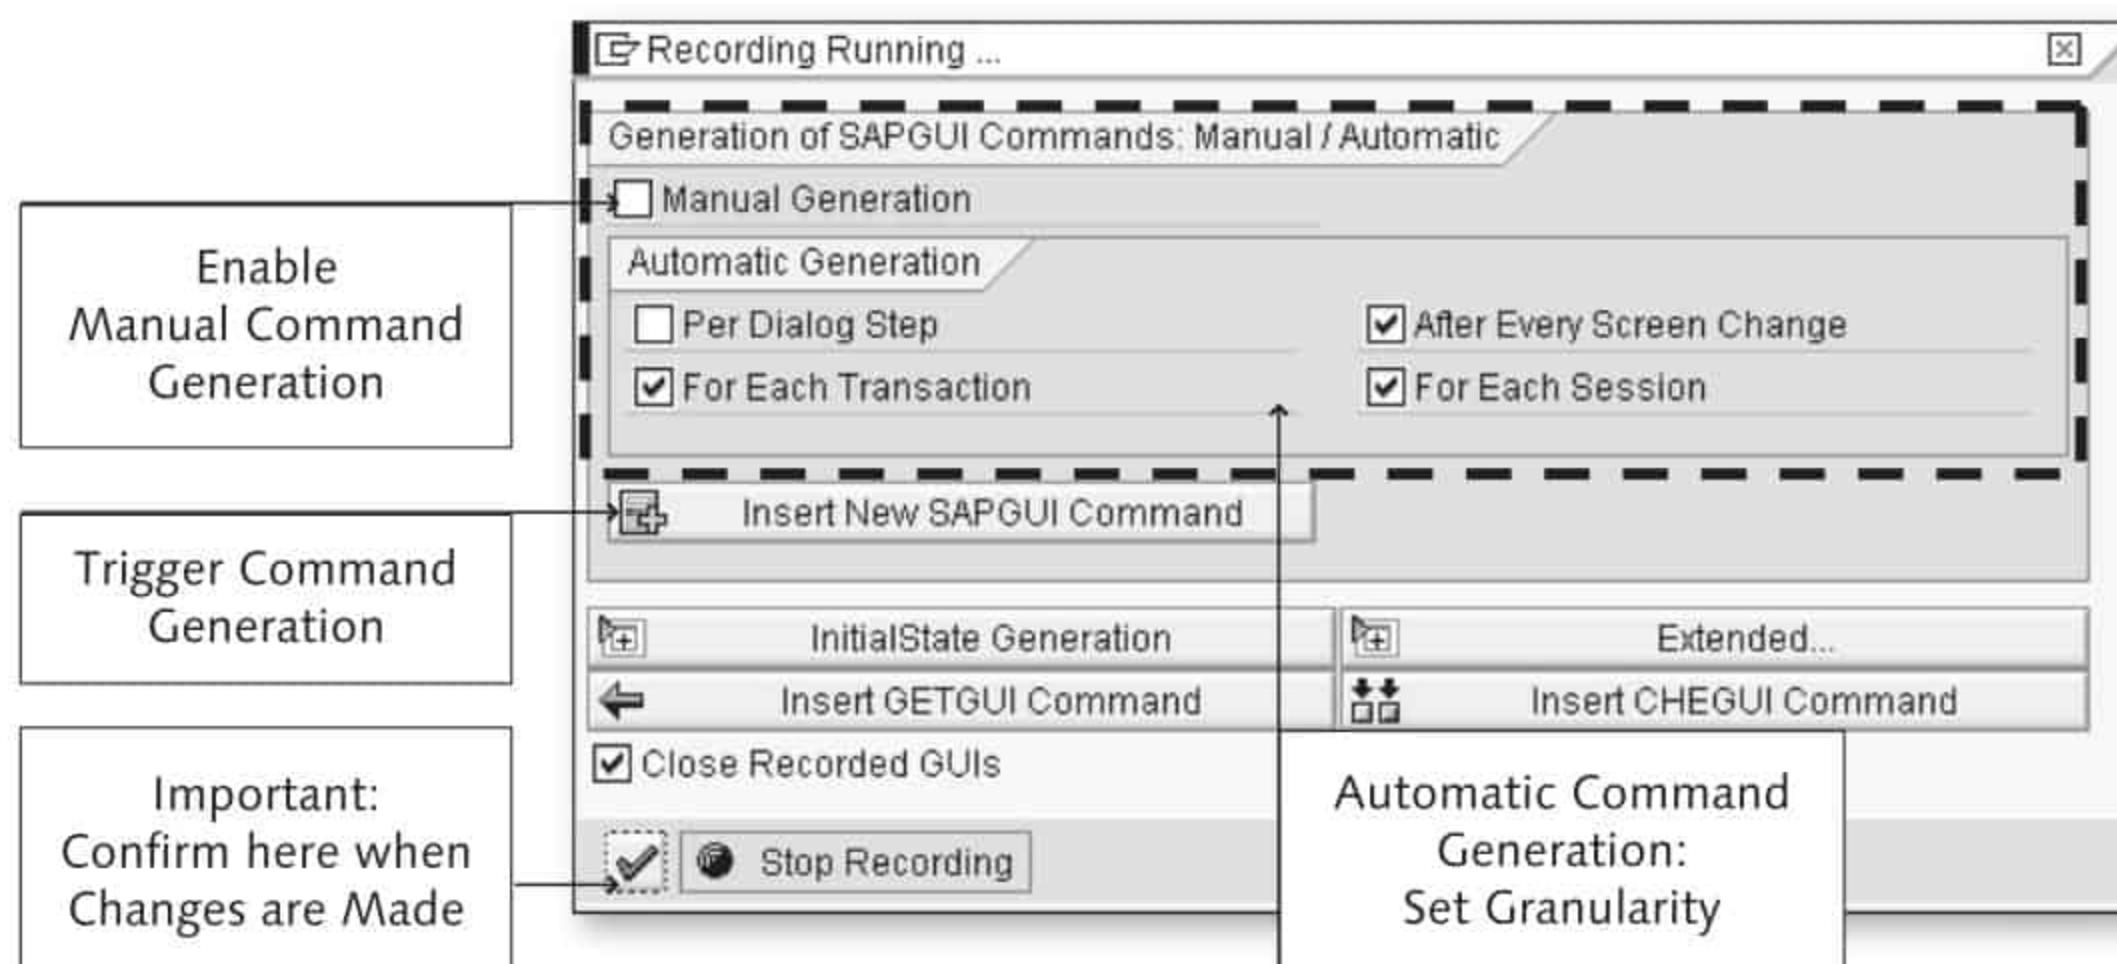 Recording Running ...
Generation of SAPGUI Commands: Manual / Automatic
Manual Generation
Automatic Generation
Per Dialog Step
After Every Screen Change
For Each Transaction
For Each Session
Insert New SAPGUI Command
InitialState Generation
Extended...
Insert GETGUI Command
Insert CHEGUI Command
Close Recorded GUIs
Stop Recording
Enable
Manual Command
Generation
Trigger Command
Generation
Important:
Confirm here when
Changes are Made
Automatic Command
Generation:
Set Granularity